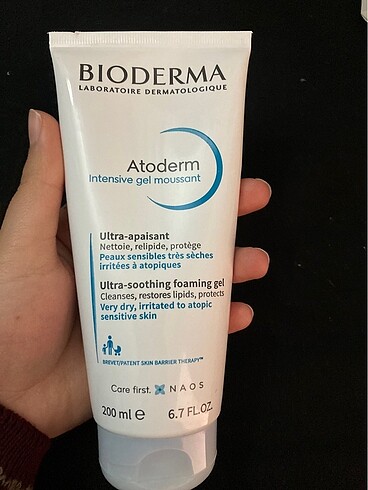 BIODERMA
LABORATOIRE DERMATOLOGIQUE
Atoderm
Intensive gel moussant
Ultra-apaisant
Nettoie, relipide, protège
Peaux sensibles très sèches
irritées à atopiques
Ultra-soothing foaming gel
Cleanses, restores lipids, protects
Very dry, irritated to atopic
sensitive skin
BREVET/PATENT SKIN BARRIER THERAPY™
Care first. NAOS
200 ml e 6.7 FL.OZ.